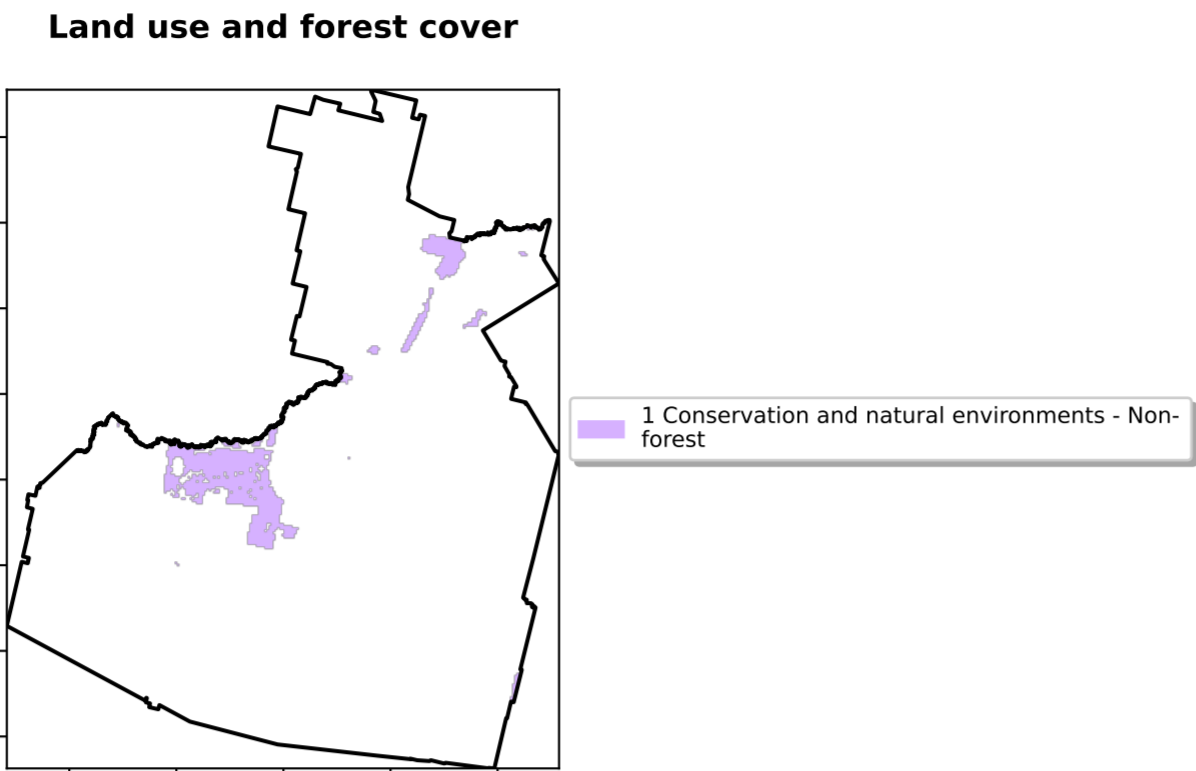 Land use and forest cover
1 Conservation and natural environments - Non-
forest